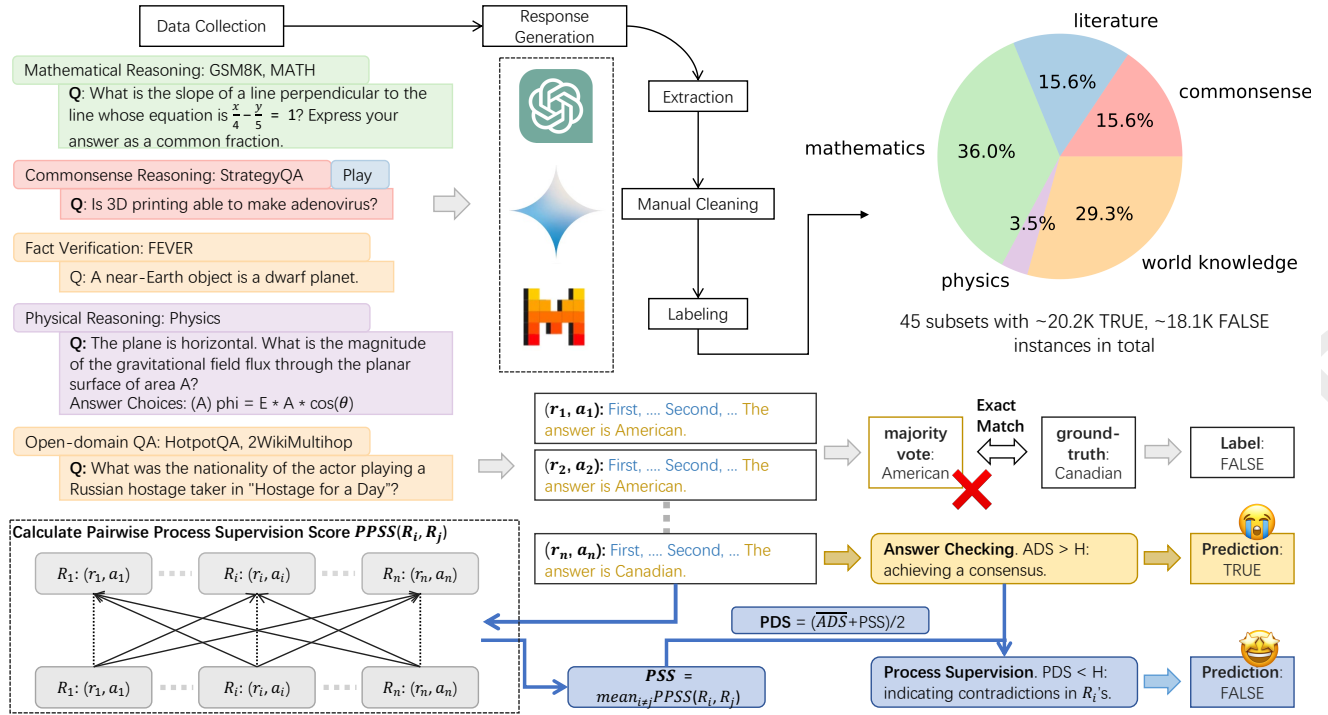 Data Collection
Response
Generation
Extraction
Manual Cleaning
Labeling
Mathematical Reasoning: GSM8K, MATH
Q: What is the slope of a line perpendicular to the
line whose equation is x/4 − y/5 = 1? Express your
answer as a common fraction.
Commonsense Reasoning: StrategyQA
Play
Q: Is 3D printing able to make adenovirus?
Fact Verification: FEVER
Q: A near-Earth object is a dwarf planet.
Physical Reasoning: Physics
Q: The plane is horizontal. What is the magnitude
of the gravitational field flux through the planar
surface of area A?
Answer Choices: (A) phi = E * A * cos(θ)
Open-domain QA: HotpotQA, 2WikiMultihop
Q: What was the nationality of the actor playing a
Russian hostage taker in "Hostage for a Day"?
literature
15.6%
commonsense
15.6%
mathematics
36.0%
3.5%
29.3%
world knowledge
physics
45 subsets with ~20.2K TRUE, ~18.1K FALSE
instances in total
(r₁, a₁): First, .... Second, ... The
answer is American.
(r₂, a₂): First, .... Second, ... The
answer is American.
(rₙ, aₙ): First, .... Second, ... The
answer is Canadian.
majority
vote:
American
Exact
Match
ground-
truth:
Canadian
Label:
FALSE
Answer Checking. ADS > H:
achieving a consensus.
Prediction:
TRUE
Calculate Pairwise Process Supervision Score PPSS(Rᵢ, Rⱼ)
R₁: (r₁, a₁)
Rᵢ: (rᵢ, aᵢ)
Rₙ: (rₙ, aₙ)
R₁: (r₁, a₁)
Rᵢ: (rᵢ, aᵢ)
Rₙ: (rₙ, aₙ)
PDS = (A̅D̅S̅+PSS)/2
PSS =
meanᵢ≠ⱼPPSS(Rᵢ, Rⱼ)
Process Supervision. PDS < H:
indicating contradictions in Rᵢ's.
Prediction:
FALSE